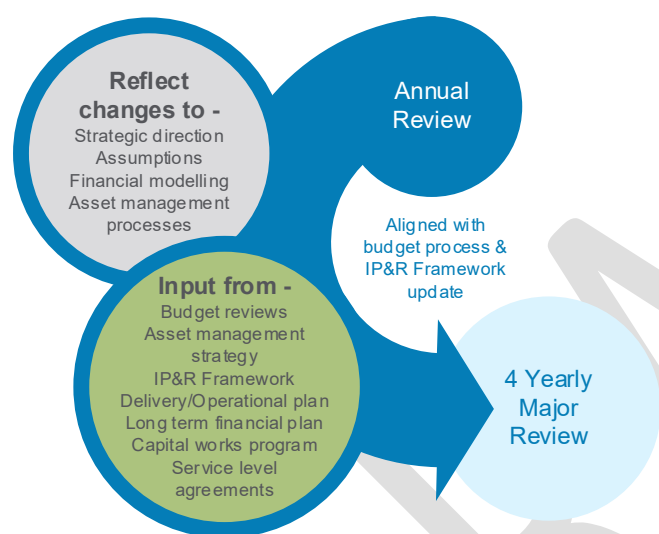 Reflect
changes to -
Strategic direction
Assumptions
Financial modelling
Asset management
processes
Annual
Review
Aligned with
budget process &
IP&R Framework
update
Input from -
Budget reviews
Asset management
strategy
IP&R Framework
Delivery/Operational plan
Long term financial plan
Capital works program
Service level
agreements
4 Yearly
Major
Review